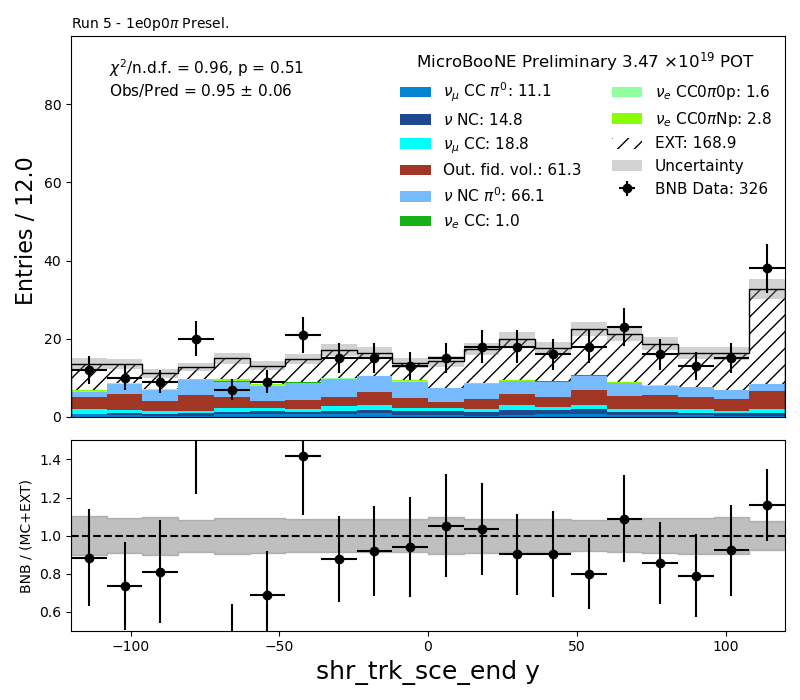 Run 5 - 1e0p0π Presel.
χ²/n.d.f. = 0.96, p = 0.51
Obs/Pred = 0.95 ± 0.06
MicroBooNE Preliminary 3.47 ×10¹⁹ POT
ν_μ CC π⁰: 11.1
ν NC: 14.8
ν_μ CC: 18.8
Out. fid. vol.: 61.3
ν NC π⁰: 66.1
ν_e CC: 1.0
ν_e CC0π0p: 1.6
ν_e CC0πNp: 2.8
EXT: 168.9
Uncertainty
BNB Data: 326
Entries / 12.0
80
60
40
20
0
BNB / (MC+EXT)
1.4
1.2
1.0
0.8
0.6
−100
−50
0
50
100
shr_trk_sce_end y